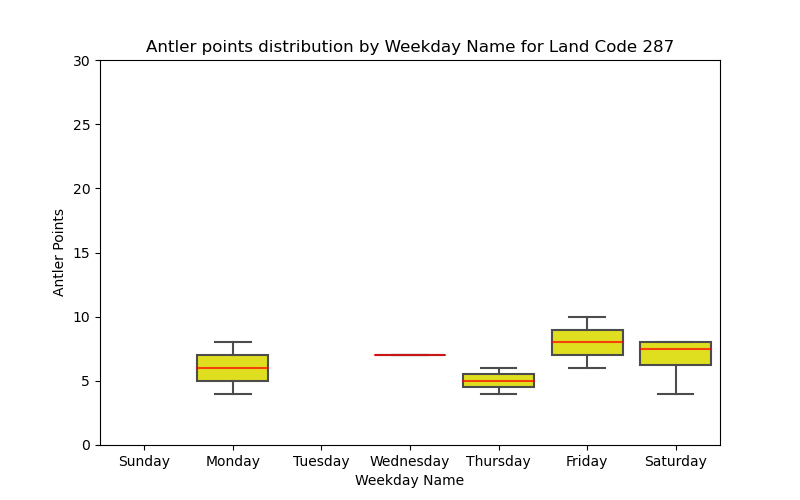 Antler points distribution by Weekday Name for Land Code 287
30
25
20
15
10
5
0
Antler Points
Sunday Monday Tuesday Wednesday Thursday Friday Saturday
Weekday Name